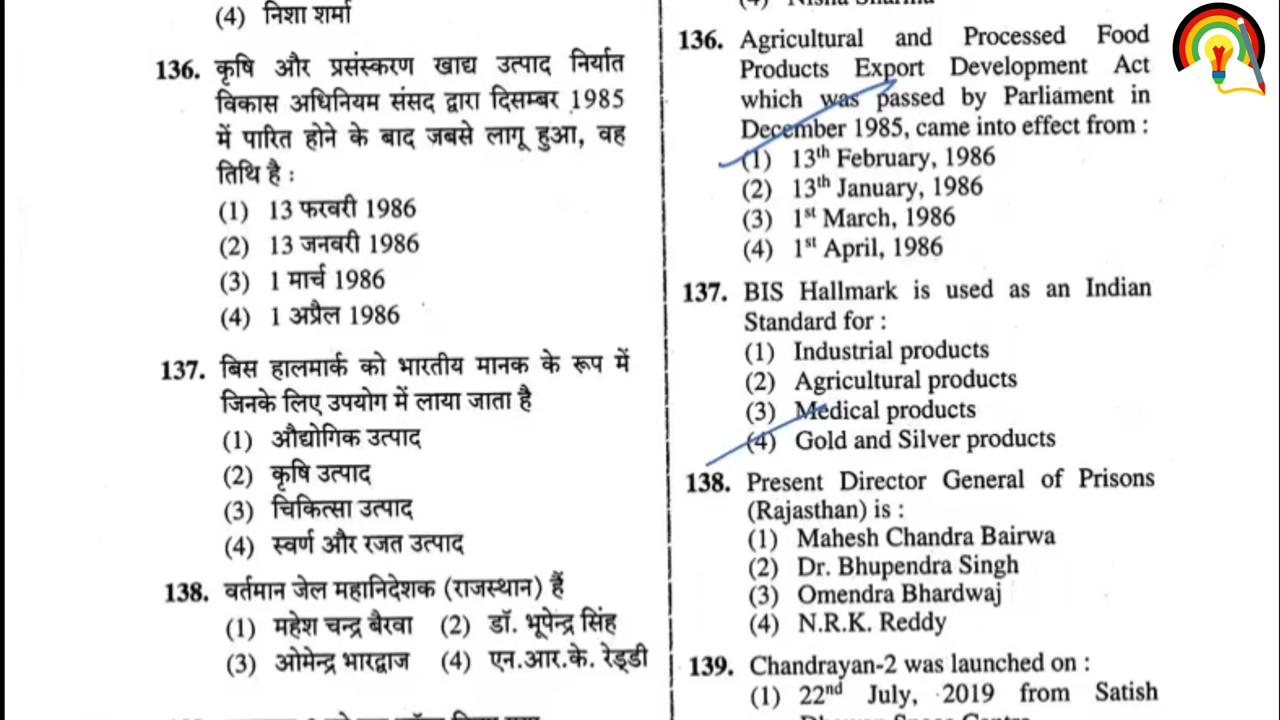 (4) निशा शर्मा
136. कृषि और प्रसंस्करण खाद्य उत्पाद निर्यात
विकास अधिनियम संसद द्वारा दिसम्बर 1985
में पारित होने के बाद जबसे लागू हुआ, वह
तिथि है :
(1) 13 फरवरी 1986
(2) 13 जनवरी 1986
(3) 1 मार्च 1986
(4) 1 अप्रैल 1986
137. बिस हालमार्क को भारतीय मानक के रूप में
जिनके लिए उपयोग में लाया जाता है
(1) औद्योगिक उत्पाद
(2) कृषि उत्पाद
(3) चिकित्सा उत्पाद
(4) स्वर्ण और रजत उत्पाद
138. वर्तमान जेल महानिदेशक (राजस्थान) हैं
(1) महेश चन्द्र बैरवा (2) डॉ. भूपेन्द्र सिंह
(3) ओमेन्द्र भारद्वाज (4) एन.आर.के. रेड्डी
(4) Nisha Sharma
136. Agricultural and Processed Food
Products Export Development Act
which was passed by Parliament in
December 1985, came into effect from :
(1) 13th February, 1986
(2) 13th January, 1986
(3) 1st March, 1986
(4) 1st April, 1986
137. BIS Hallmark is used as an Indian
Standard for :
(1) Industrial products
(2) Agricultural products
(3) Medical products
(4) Gold and Silver products
138. Present Director General of Prisons
(Rajasthan) is :
(1) Mahesh Chandra Bairwa
(2) Dr. Bhupendra Singh
(3) Omendra Bhardwaj
(4) N.R.K. Reddy
139. Chandrayan-2 was launched on :
(1) 22nd July, 2019 from Satish